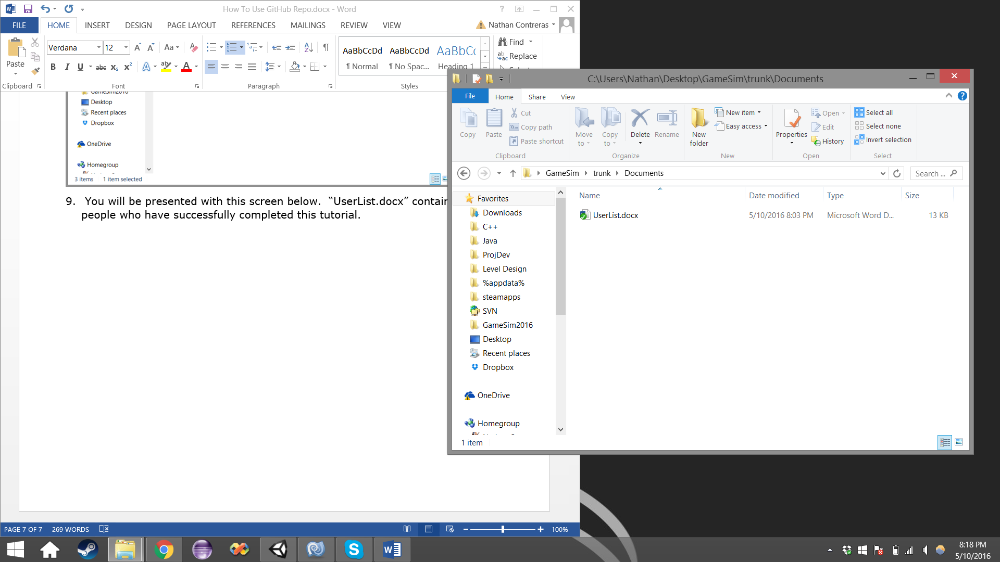 How To Use GitHub Repo.docx - Word
FILE HOME INSERT DESIGN PAGE LAYOUT REFERENCES MAILINGS REVIEW VIEW
Nathan Contreras
Paste
Clipboard
Verdana 12
Font
Paragraph
AaBbCcDd AaBbCcDd AaBbCc
¶ Normal ¶ No Spac... Heading 1
Styles
Find
Replace
Select
GameSim2016
Desktop
Recent places
Dropbox
OneDrive
Homegroup
3 items 1 item selected
9. You will be presented with this screen below. “UserList.docx” contain
people who have successfully completed this tutorial.
PAGE 7 OF 7 269 WORDS
100%
C:\Users\Nathan\Desktop\GameSim\trunk\Documents
File Home Share View
Copy
Paste
Cut
Copy path
Paste shortcut
Clipboard
Move to
Copy to
Delete
Rename
Organize
New folder
New item
Easy access
New
Properties
Open
Edit
History
Open
Select all
Select none
Invert selection
Select
GameSim trunk Documents
Search ...
Favorites
Downloads
C++
Java
ProjDev
Level Design
%appdata%
steamapps
SVN
GameSim2016
Desktop
Recent places
Dropbox
OneDrive
Homegroup
Name Date modified Type Size
UserList.docx 5/10/2016 8:03 PM Microsoft Word D... 13 KB
1 item
8:18 PM
5/10/2016